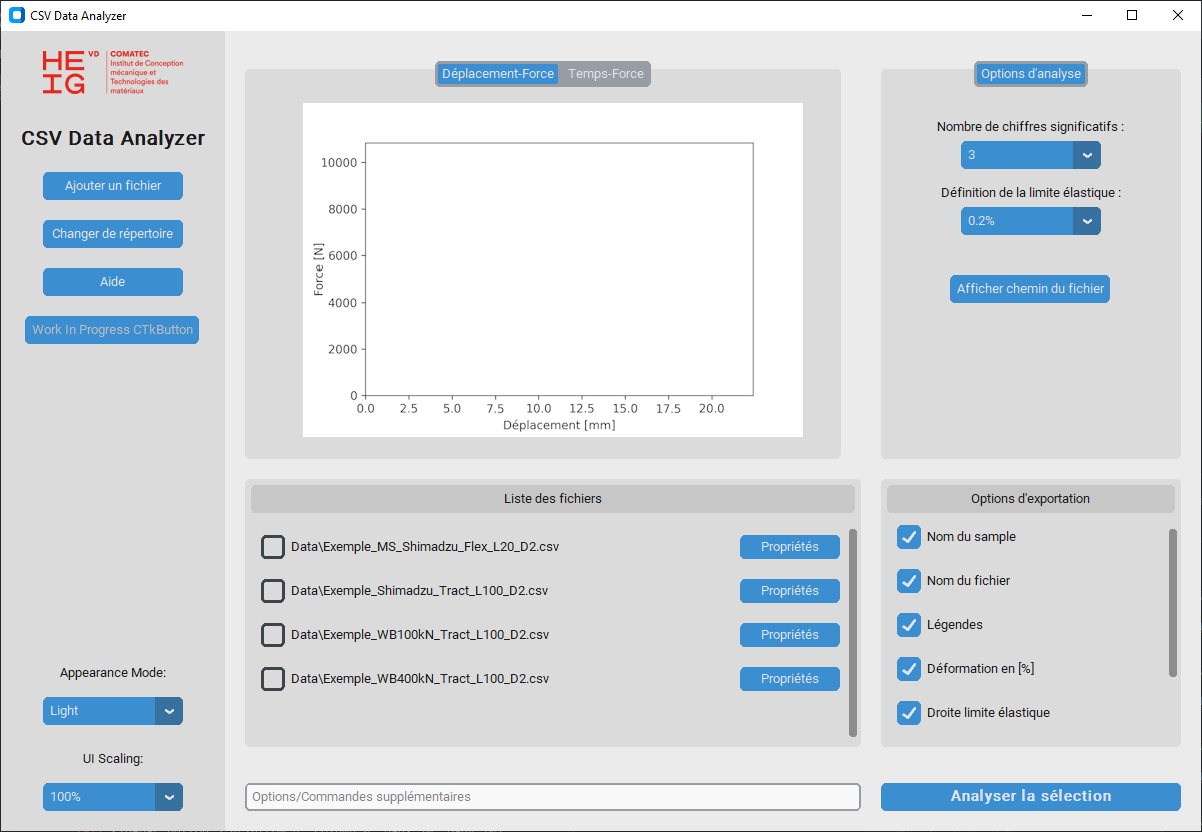 CSV Data Analyzer
HE VD
IG
COMATEC
Institut de Conception
mécanique et
Technologies des
matériaux
CSV Data Analyzer
Ajouter un fichier
Changer de répertoire
Aide
Work In Progress CTkButton
Appearance Mode:
Light
UI Scaling:
100%
Déplacement-Force Temps-Force
10000
8000
6000
4000
2000
0
Force [N]
0.0 2.5 5.0 7.5 10.0 12.5 15.0 17.5 20.0
Déplacement [mm]
Options d'analyse
Nombre de chiffres significatifs :
3
Définition de la limite élastique :
0.2%
Afficher chemin du fichier
Liste des fichiers
Data\Exemple_MS_Shimadzu_Flex_L20_D2.csv Propriétés
Data\Exemple_Shimadzu_Tract_L100_D2.csv Propriétés
Data\Exemple_WB100kN_Tract_L100_D2.csv Propriétés
Data\Exemple_WB400kN_Tract_L100_D2.csv Propriétés
Options d'exportation
Nom du sample
Nom du fichier
Légendes
Déformation en [%]
Droite limite élastique
Options/Commandes supplémentaires
Analyser la sélection